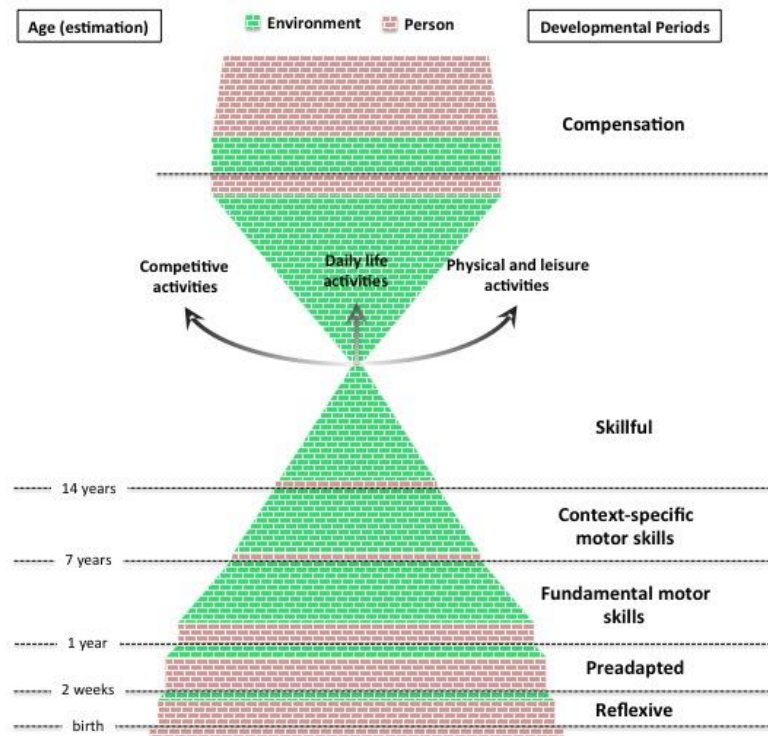 Age (estimation)
Environment
Person
Developmental Periods
Compensation
Competitive
activities
Daily life
activities
Physical and leisure
activities
Skillful
14 years
Context-specific
motor skills
7 years
Fundamental motor
skills
1 year
Preadapted
2 weeks
Reflexive
birth